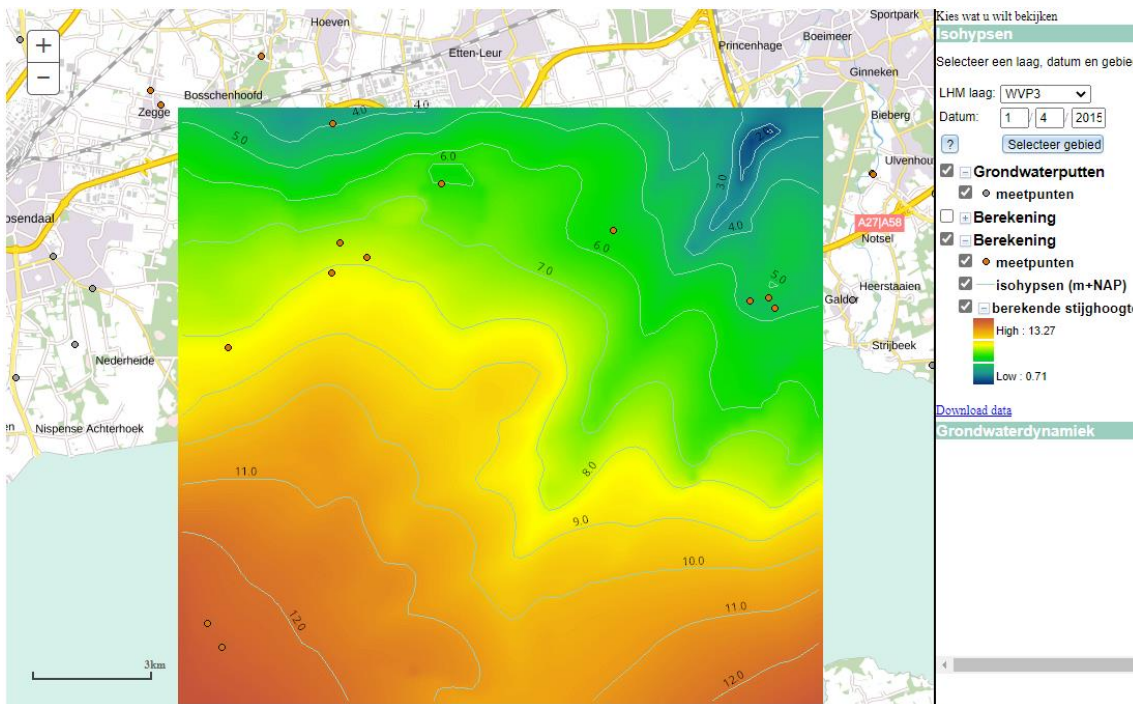 Hoeven
Etten-Leur
Princenhage
Sportpark
Boeimeer
Ginneken
Bosschenhoofd
Zegge
Bieberg
Ulvenhou
osendaal
A27|A58
Notsel
Heerstaaien
Galder
Strijbeek
Nederheide
en
Nispense Achterhoek
+
−
4.0
4.0
5.0
6.0
2.0
3.0
4.0
5.0
6.0
7.0
8.0
9.0
10.0
11.0
11.0
12.0
12.0
3km
Kies wat u wilt bekijken
Isohypsen
Selecteer een laag, datum en gebied
LHM laag: WVP3
Datum: 1 / 4 / 2015
? Selecteer gebied
Grondwaterputten
meetpunten
Berekening
Berekening
meetpunten
isohypsen (m+NAP)
berekende stijghoogte
High : 13.27
Low : 0.71
Download data
Grondwaterdynamiek